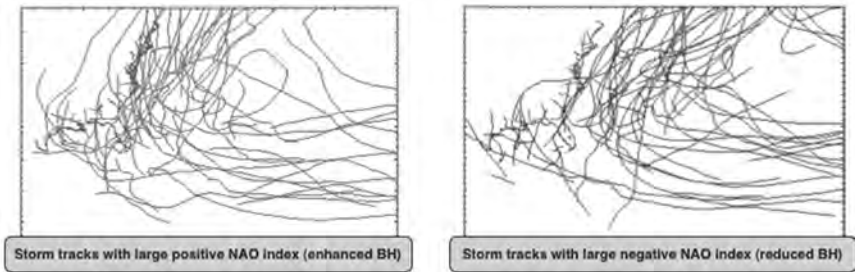 Storm tracks with large positive NAO index (enhanced BH)
Storm tracks with large negative NAO index (reduced BH)